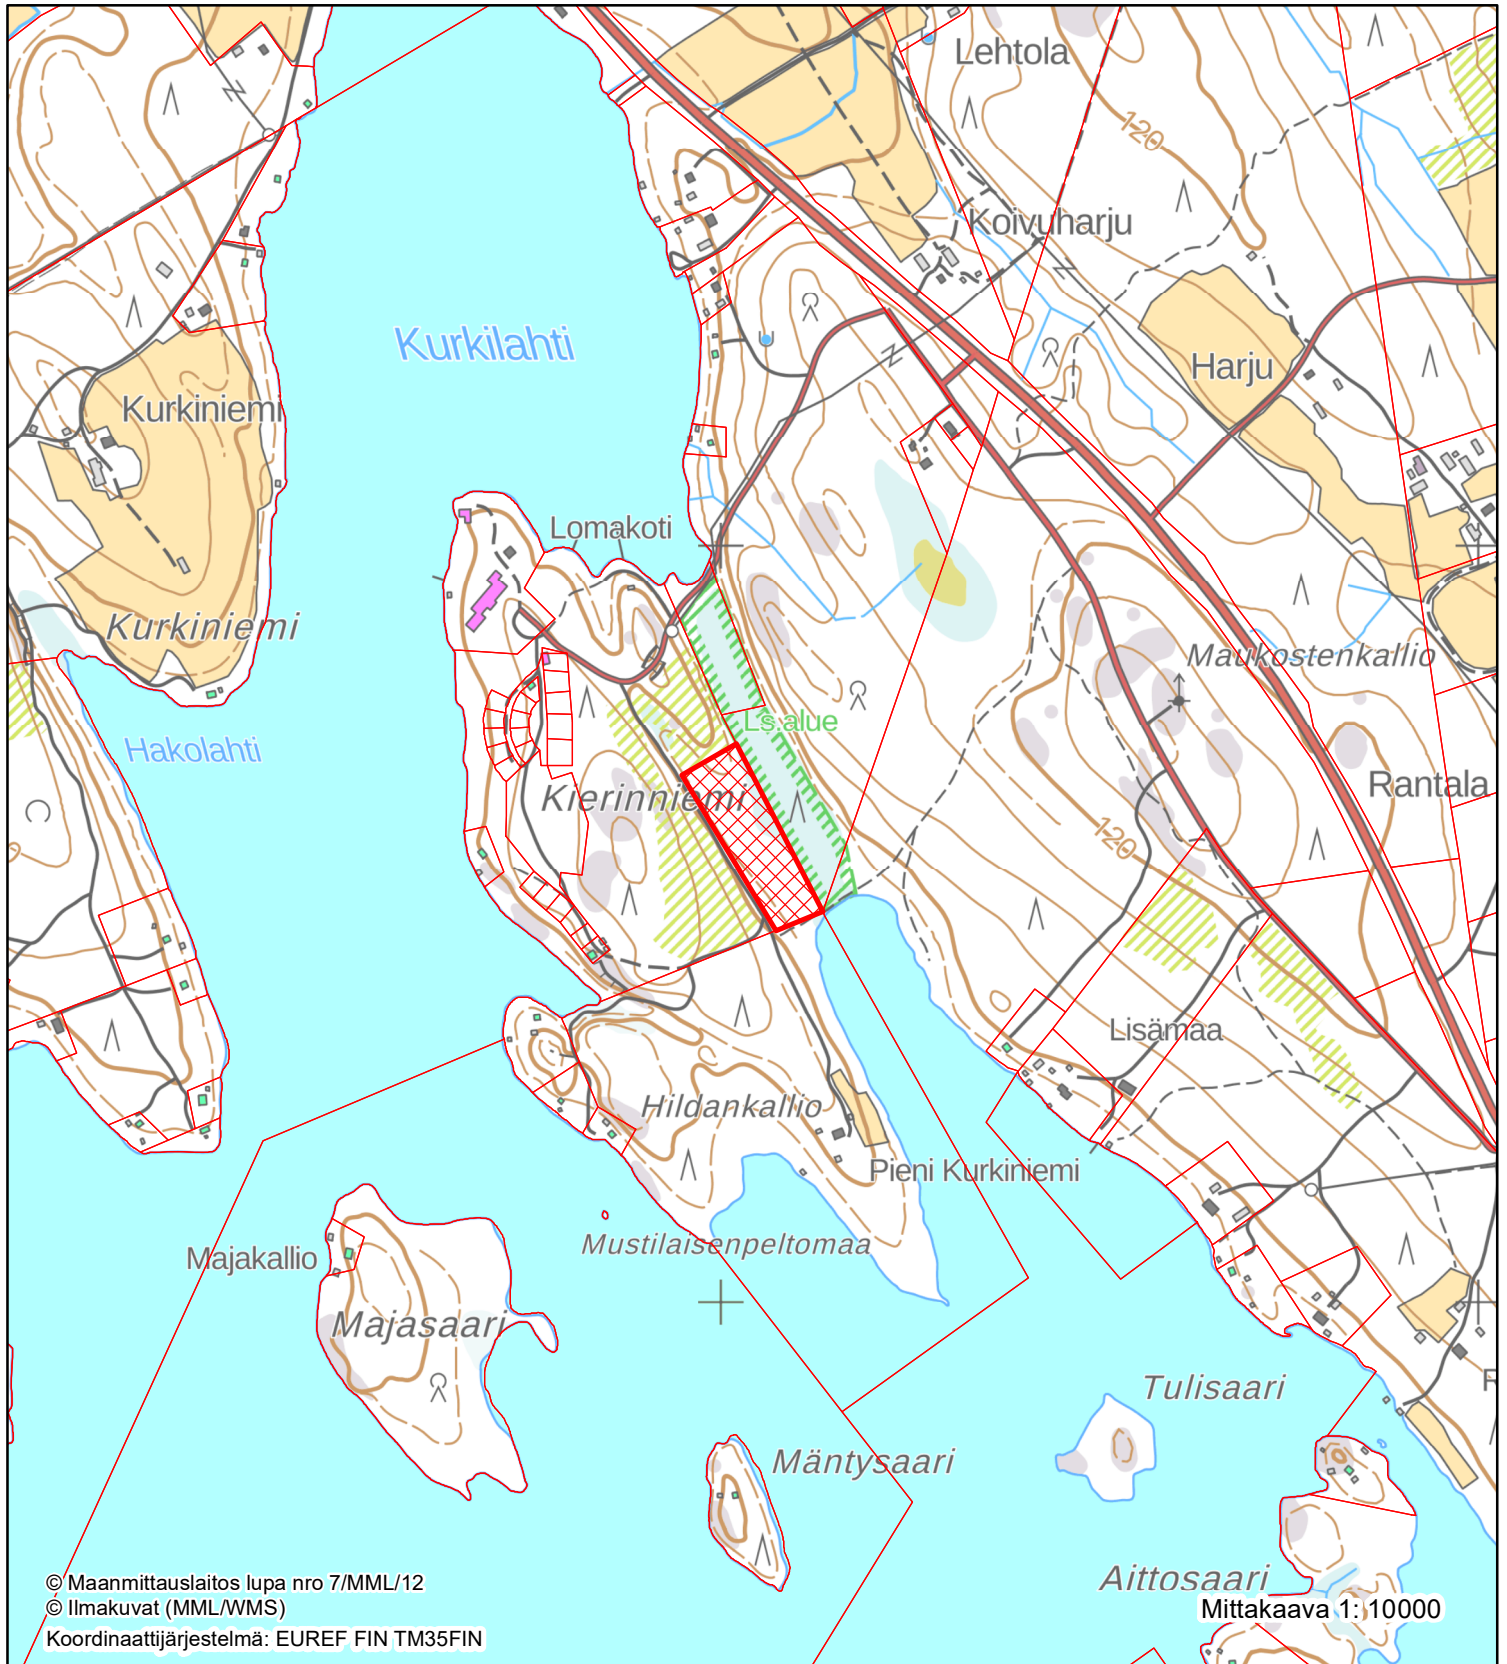 Lehtola
120
Koivuharju
Kurkilahti
Harju
Kurkiniemi
Lomakoti
Kurkiniemi
Maukostenkallio
Ls alue
Hakolahti
Rantala
Kierinniemi
120
Lisämaa
Hildankallio
Pieni Kurkiniemi
Mustilaisenpeltomaa
Majakallio
Majasaari
Tulisaari
R
Mäntysaari
Aittosaari
© Maanmittauslaitos lupa nro 7/MML/12
© Ilmakuvat (MML/WMS)
Mittakaava 1: 10000
Koordinaattijärjestelmä: EUREF FIN TM35FIN